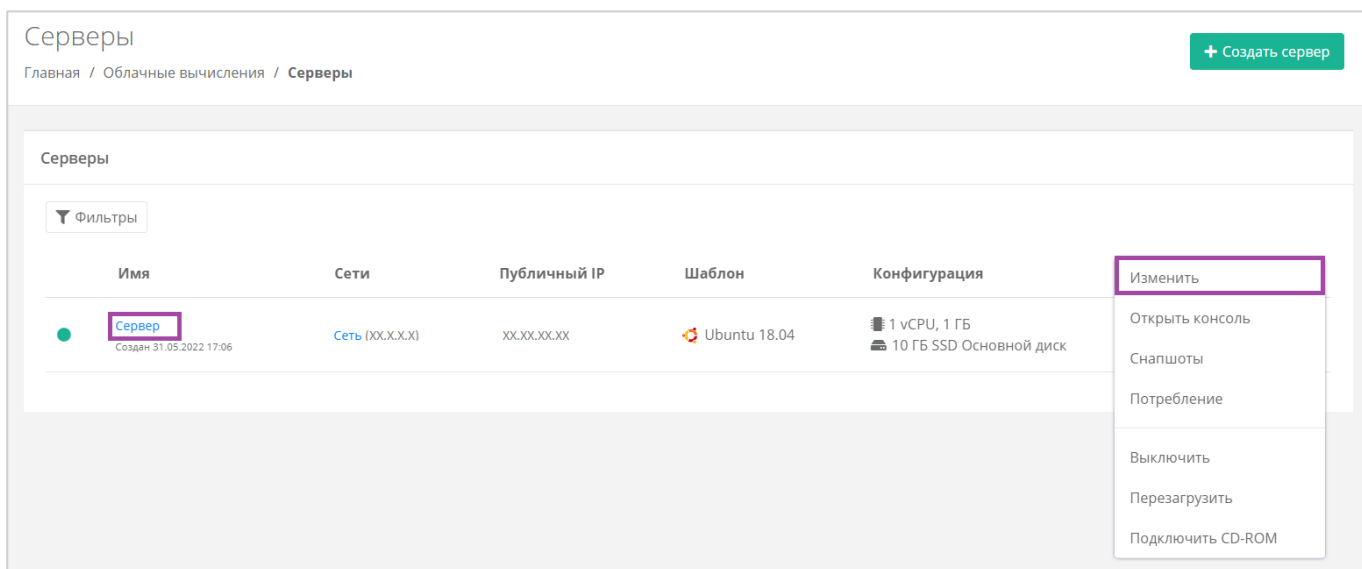 Серверы
+ Создать сервер
Главная / Облачные вычисления / Серверы
Серверы
Фильтры
Имя Сети Публичный IP Шаблон Конфигурация
Сервер
Создан 31.05.2022 17:06
Сеть (XX.X.X.X)
XX.XX.XX.XX
Ubuntu 18.04
1 vCPU, 1 ГБ
10 ГБ SSD Основной диск
Изменить
Открыть консоль
Снапшоты
Потребление
Выключить
Перезагрузить
Подключить CD-ROM